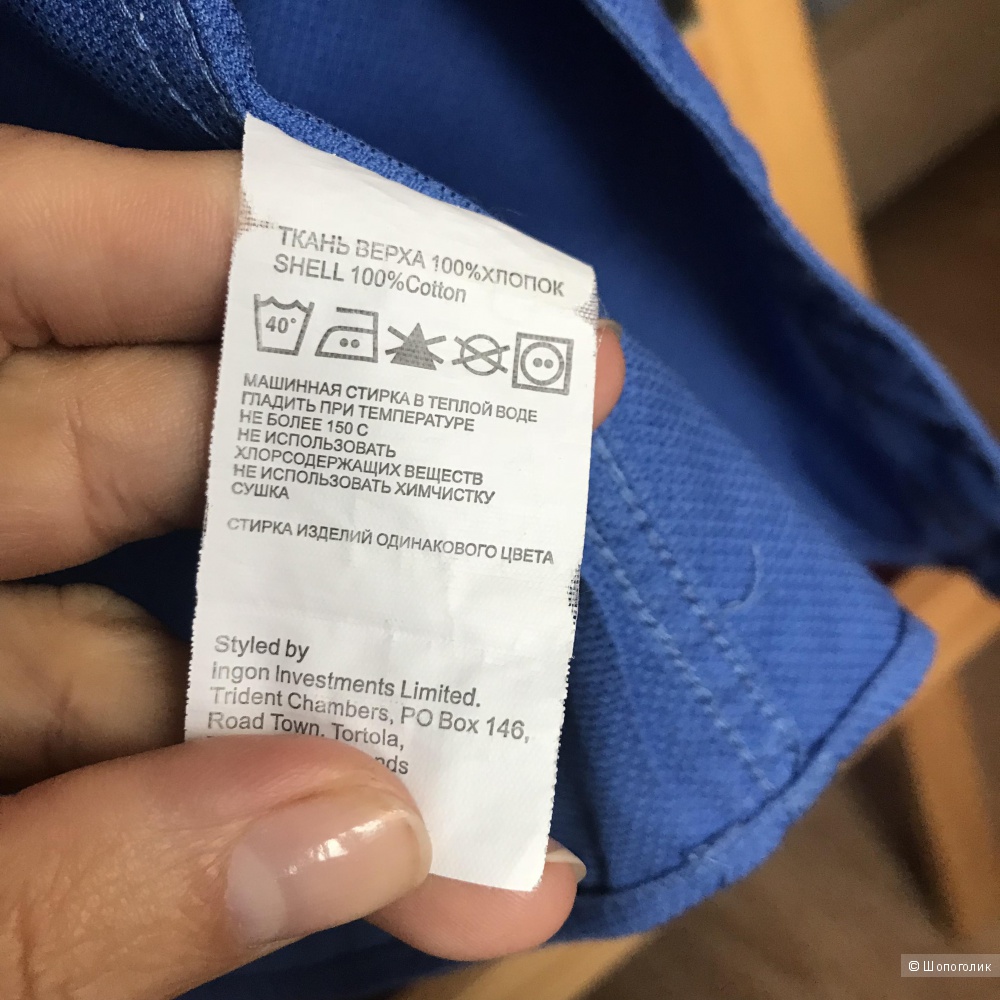 ТКАНЬ ВЕРХА 100%ХЛОПОК
SHELL 100%Cotton
40°
МАШИННАЯ СТИРКА В ТЕПЛОЙ ВОДЕ
ГЛАДИТЬ ПРИ ТЕМПЕРАТУРЕ
НЕ БОЛЕЕ 150 С
НЕ ИСПОЛЬЗОВАТЬ
ХЛОРСОДЕРЖАЩИХ ВЕЩЕСТВ
НЕ ИСПОЛЬЗОВАТЬ ХИМЧИСТКУ
СУШКА
СТИРКА ИЗДЕЛИЙ ОДИНАКОВОГО ЦВЕТА
Styled by
Ingon Investments Limited.
Trident Chambers, PO Box 146,
Road Town, Tortola,
© Шопоголик